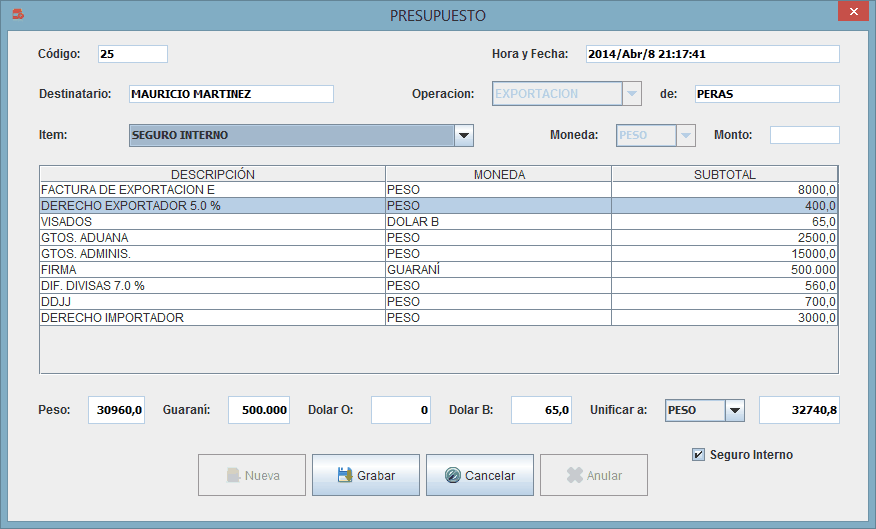 PRESUPUESTO
Código: 25 Hora y Fecha: 2014/Abr/8 21:17:41
Destinatario: MAURICIO MARTINEZ Operacion: EXPORTACION de: PERAS
Item: SEGURO INTERNO Moneda: PESO Monto:
DESCRIPCIÓN MONEDA SUBTOTAL
FACTURA DE EXPORTACION E PESO 8000,0
DERECHO EXPORTADOR 5.0 % PESO 400,0
VISADOS DOLAR B 65,0
GTOS. ADUANA PESO 2500,0
GTOS. ADMINIS. PESO 15000,0
FIRMA GUARANÍ 500.000
DIF. DIVISAS 7.0 % PESO 560,0
DDJJ PESO 700,0
DERECHO IMPORTADOR PESO 3000,0
Peso: 30960,0 Guaraní: 500.000 Dolar O: 0 Dolar B: 65,0 Unificar a: PESO 32740,8
Seguro Interno
Nueva Grabar Cancelar Anular